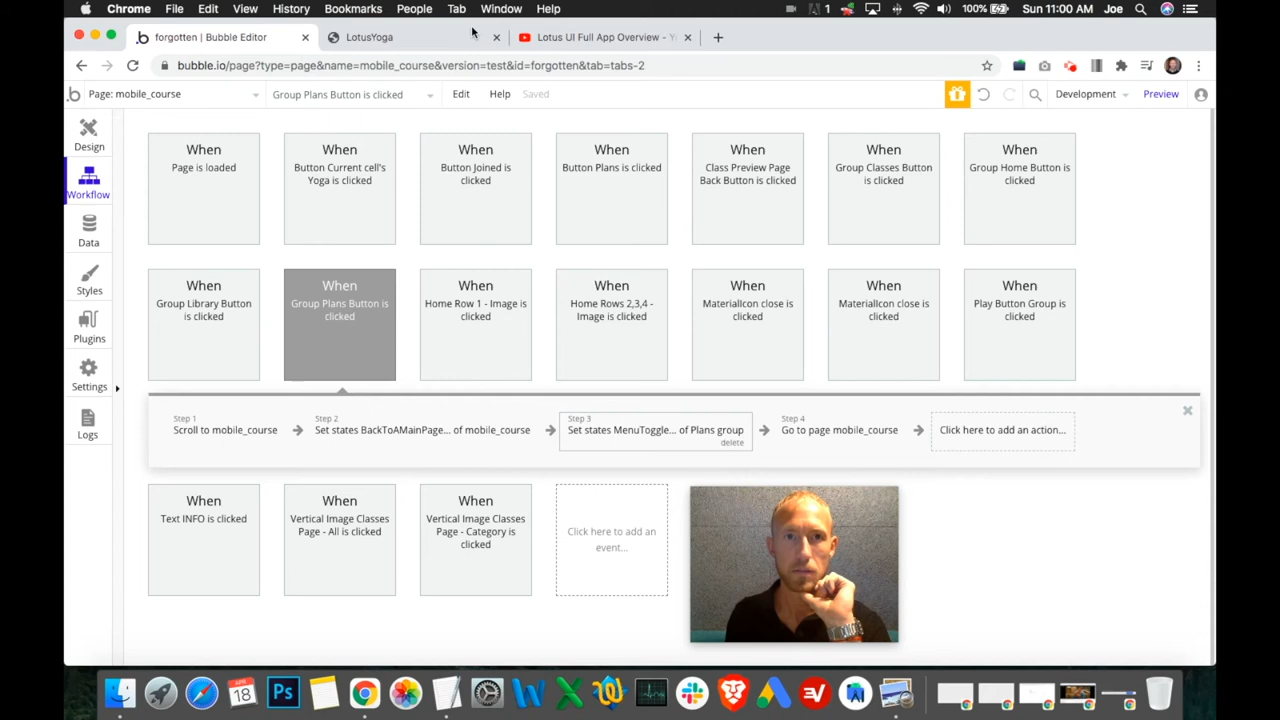 Chrome File Edit View History Bookmarks People Tab Window Help 1 100% Sun 11:00 AM Joe
forgotten | Bubble Editor LotusYoga Lotus UI Full App Overview - Y
bubble.io/page?type=page&name=mobile_course&version=test&id=forgotten&tab=tabs-2
Page: mobile_course Group Plans Button is clicked Edit Help Saved Development Preview
Design
Workflow
Data
Styles
Plugins
Settings
Logs
When
Page is loaded
When
Button Current cell's
Yoga is clicked
When
Button Joined is
clicked
When
Button Plans is clicked
When
Class Preview Page
Back Button is clicked
When
Group Classes Button
is clicked
When
Group Home Button is
clicked
When
Group Library Button
is clicked
When
Group Plans Button is
clicked
When
Home Row 1 - Image is
clicked
When
Home Rows 2,3,4 -
Image is clicked
When
MaterialIcon close is
clicked
When
MaterialIcon close is
clicked
When
Play Button Group is
clicked
Step 1
Scroll to mobile_course
Step 2
Set states BackToAMainPage... of mobile_course
Step 3
Set states MenuToggle... of Plans group
delete
Step 4
Go to page mobile_course
Click here to add an action...
When
Text INFO is clicked
When
Vertical Image Classes
Page - All is clicked
When
Vertical Image Classes
Page - Category is
clicked
Click here to add an
event...
APR
18
Ps